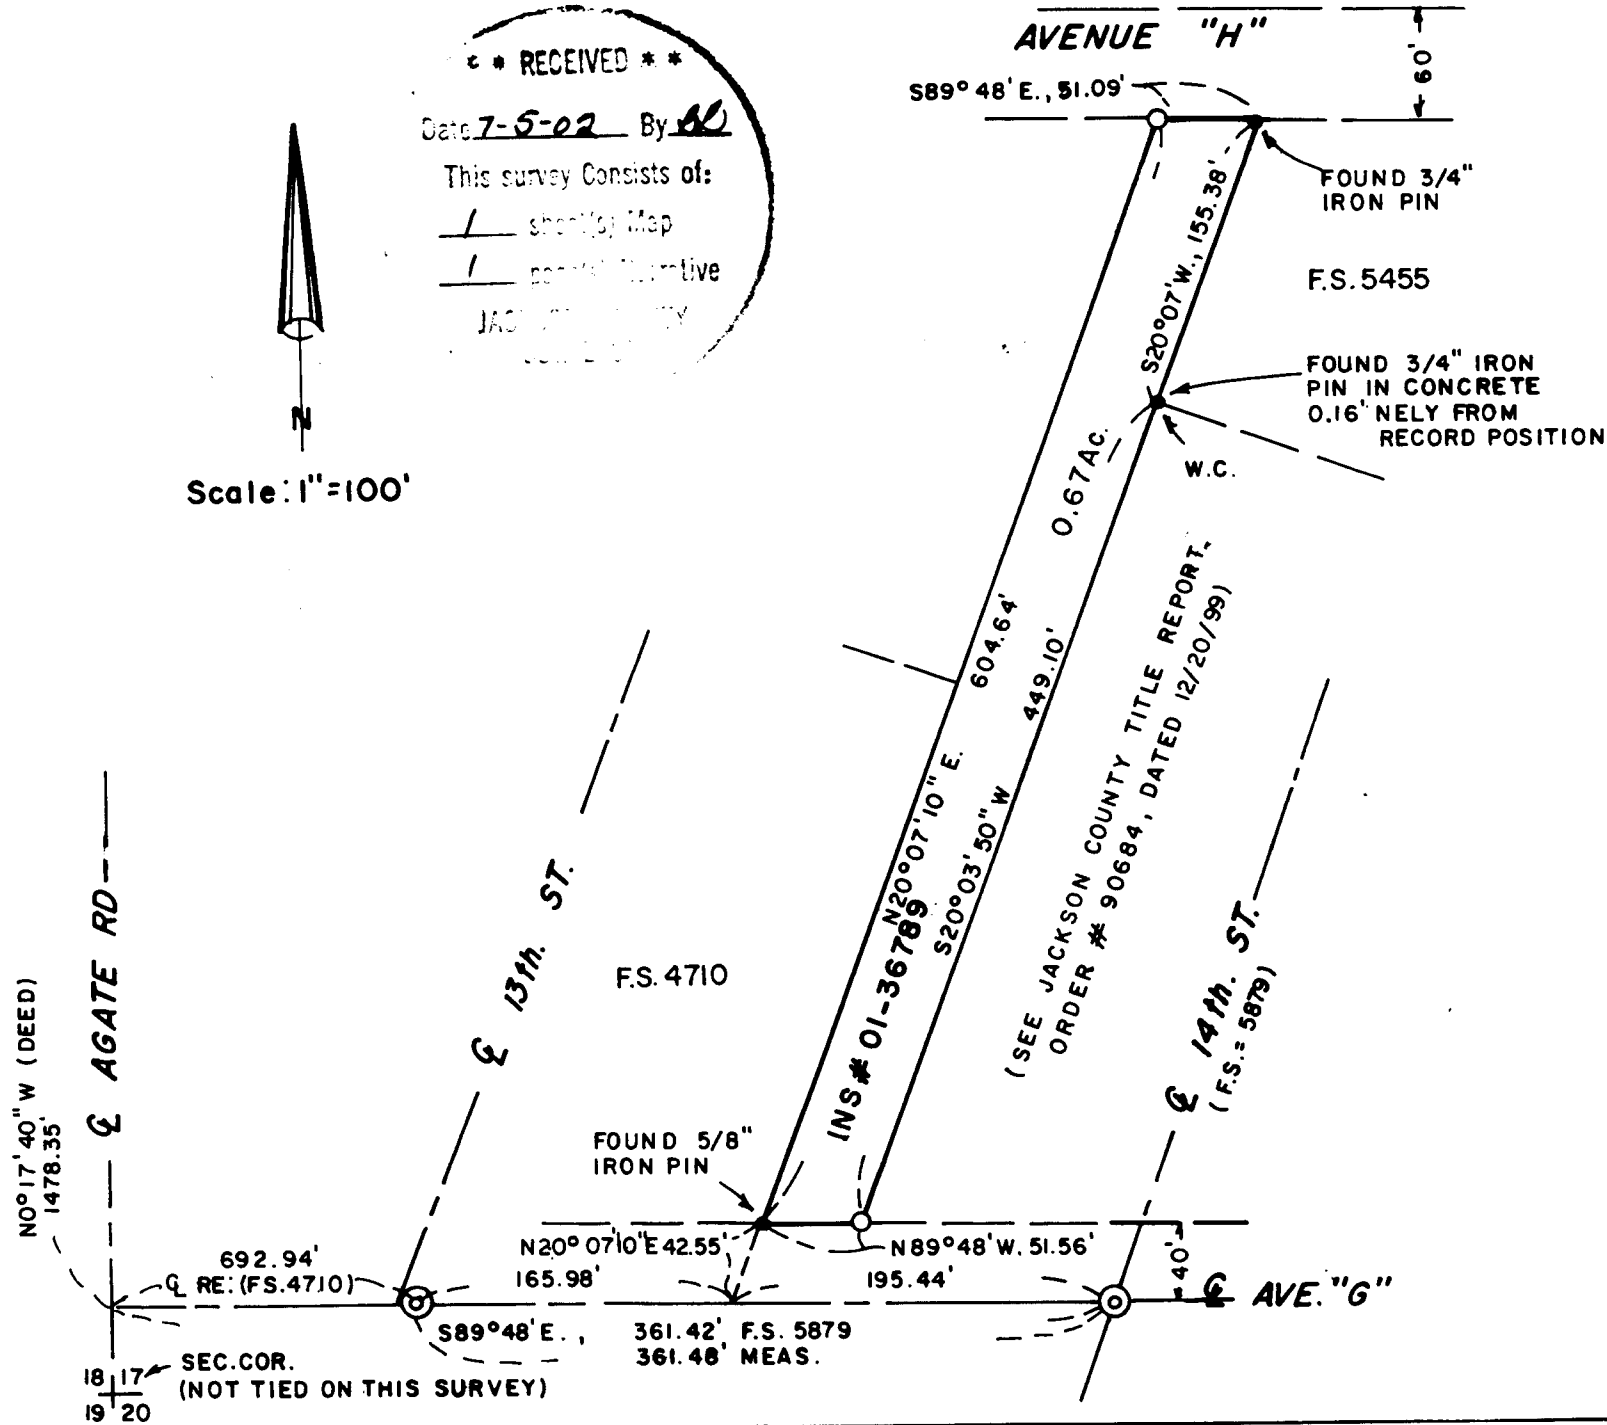 AVENUE "H"
60'
S89°48'E., 51.09'
* * RECEIVED * *
Date 7-5-02 By
This survey Consists of:
1 sheet(s) Map
1
JAC
FOUND 3/4"
IRON PIN
S20°07'W., 155.38'
F.S. 5455
FOUND 3/4" IRON
PIN IN CONCRETE
0.16' NELY FROM
RECORD POSITION
W.C.
N
Scale: 1"=100'
0.67 Ac.
604.64'
449.10'
N20°07'10" E.
S20°03'50" W
INS# 01-36789
(SEE JACKSON COUNTY TITLE REPORT.
ORDER # 90684, DATED 12/20/99)
℄ 13th. ST.
F.S. 4710
℄ 14th. ST.
(F.S.= 5879)
℄ AGATE RD
N0°17'40" W (DEED)
1478.35'
FOUND 5/8"
IRON PIN
N20°07'10"E 42.55'
N89°48'W. 51.56'
40'
692.94'
℄ RE: (FS.4710)
165.98'
195.44'
℄ AVE. "G"
S89°48'E., 361.42' F.S. 5879
361.48' MEAS.
SEC. COR.
(NOT TIED ON THIS SURVEY)
18 17
19 20